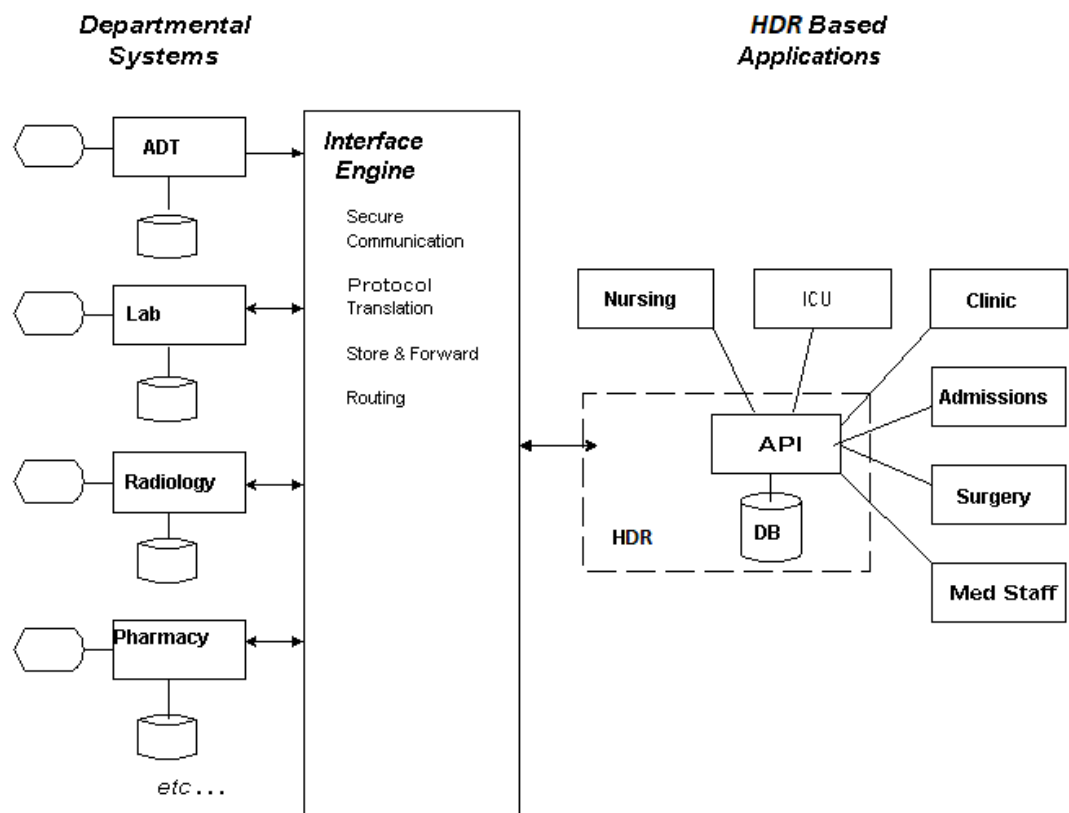 Departmental
Systems
HDR Based
Applications
ADT
Lab
Radiology
Pharmacy
etc . . .
Interface
Engine
Secure
Communication
Protocol
Translation
Store & Forward
Routing
Nursing
ICU
Clinic
Admissions
Surgery
Med Staff
API
DB
HDR